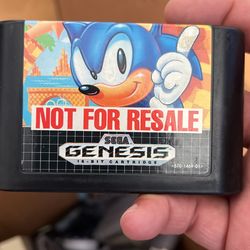 NOT FOR RESALE
SEGA
GENESIS
16-BIT CARTRIDGE